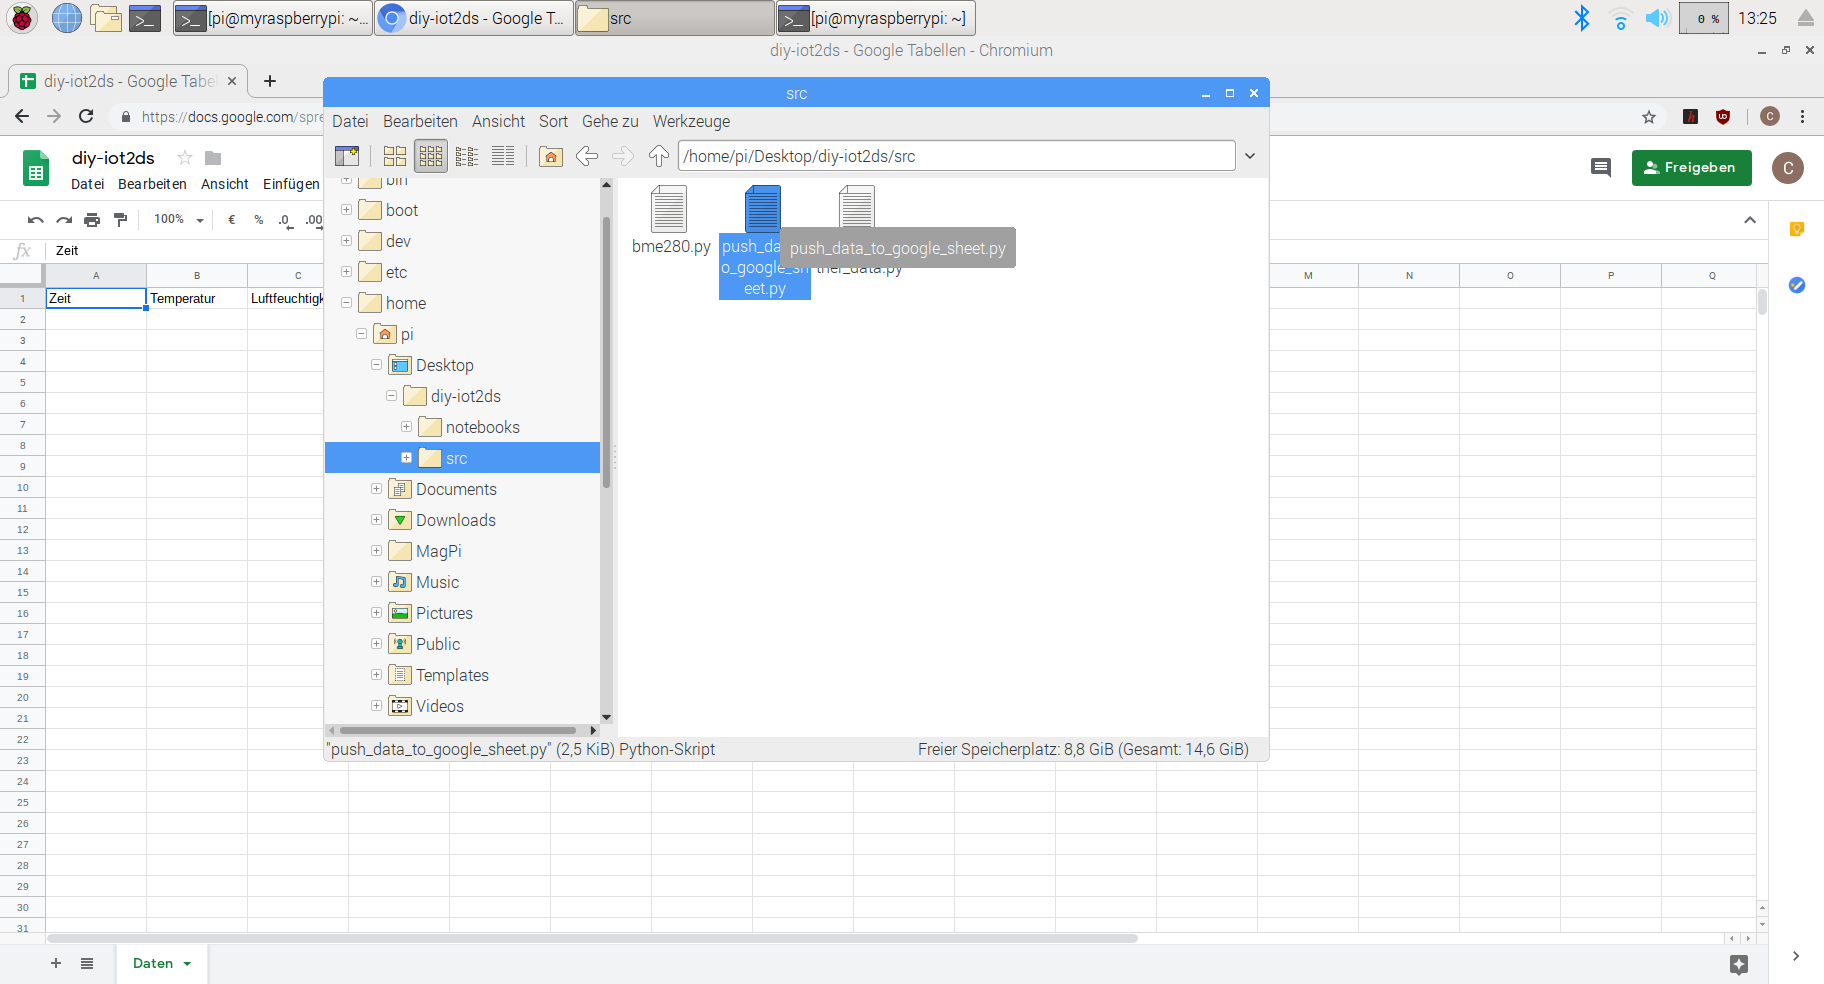 [pi@myraspberrypi: ~...
diy-iot2ds - Google T...
src
[pi@myraspberrypi: ~]
0 %
13:25
diy-iot2ds - Google Tabellen - Chromium
diy-iot2ds - Google Tabe
https://docs.google.com/spre
C
diy-iot2ds
Datei Bearbeiten Ansicht Einfügen
Freigeben
C
100% € % .0 .00
fx Zeit
A B C M N O P Q
1 Zeit Temperatur Luftfeuchtigk
2
3
4
5
6
7
8
9
10
11
12
13
14
15
16
17
18
19
20
21
22
23
24
25
26
27
28
29
30
31
Daten
src
Datei Bearbeiten Ansicht Sort Gehe zu Werkzeuge
/home/pi/Desktop/diy-iot2ds/src
bin
boot
dev
etc
home
pi
Desktop
diy-iot2ds
notebooks
src
Documents
Downloads
MagPi
Music
Pictures
Public
Templates
Videos
bme280.py
push_da
o_google_sh
eet.py
push_data_to_google_sheet.py
ther_data.py
"push_data_to_google_sheet.py" (2,5 KiB) Python-Skript
Freier Speicherplatz: 8,8 GiB (Gesamt: 14,6 GiB)